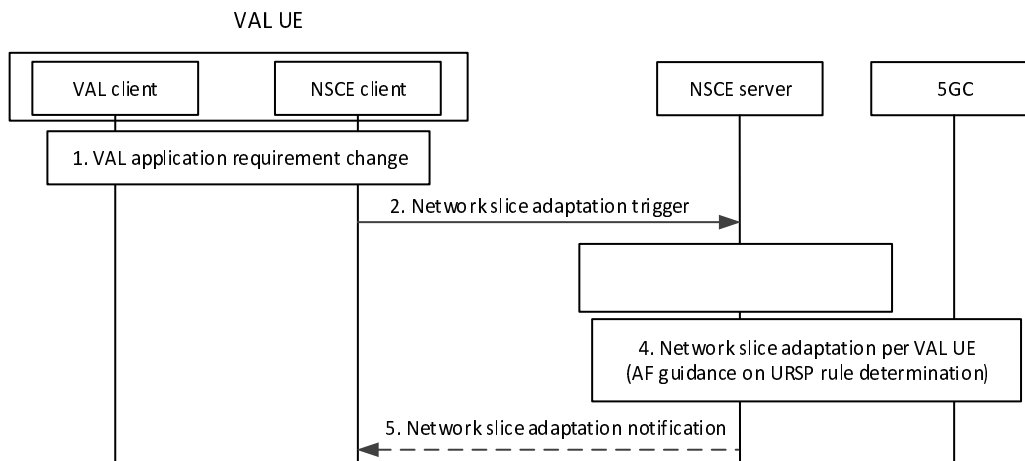 VAL UE
VAL client
NSCE client
NSCE server
5GC
1. VAL application requirement change
2. Network slice adaptation trigger
4. Network slice adaptation per VAL UE
(AF guidance on URSP rule determination)
5. Network slice adaptation notification